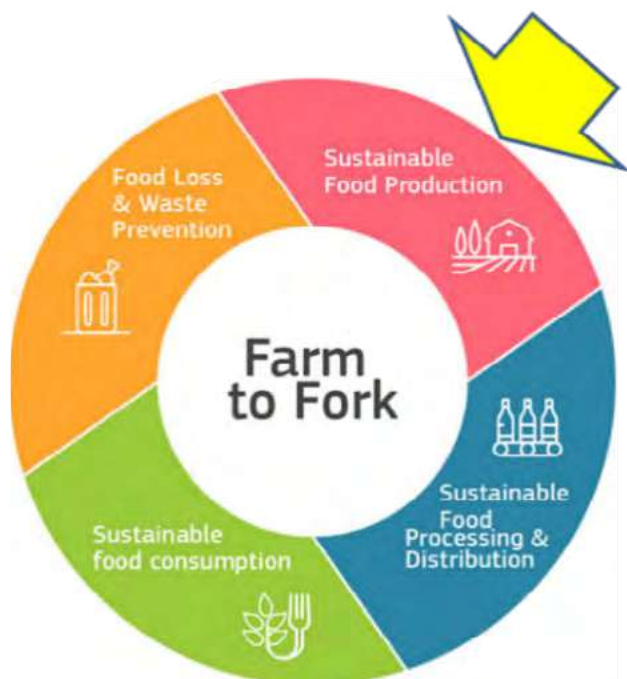 Food Loss
& Waste
Prevention
Sustainable
Food Production
Farm
to Fork
Sustainable
Food
Processing &
Distribution
Sustainable
food consumption